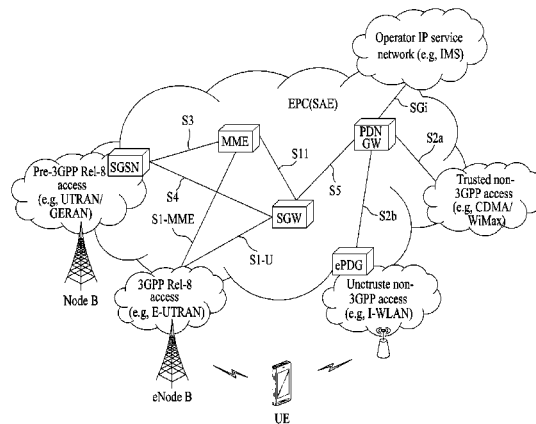 Operator IP service
network (e.g, IMS)
EPC(SAE)
SGi
S3
MME
PDN
GW
S2a
SGSN
S11
Pre-3GPP Rel-8
access
(e.g, UTRAN/
GERAN)
S4
S5
Trusted non-
3GPP access
(e.g, CDMA/
WiMax)
S1-MME
SGW
S2b
S1-U
ePDG
Node B
3GPP Rel-8
access
(e.g, E-UTRAN)
Unctruste non-
3GPP access
(e.g, I-WLAN)
eNode B
UE